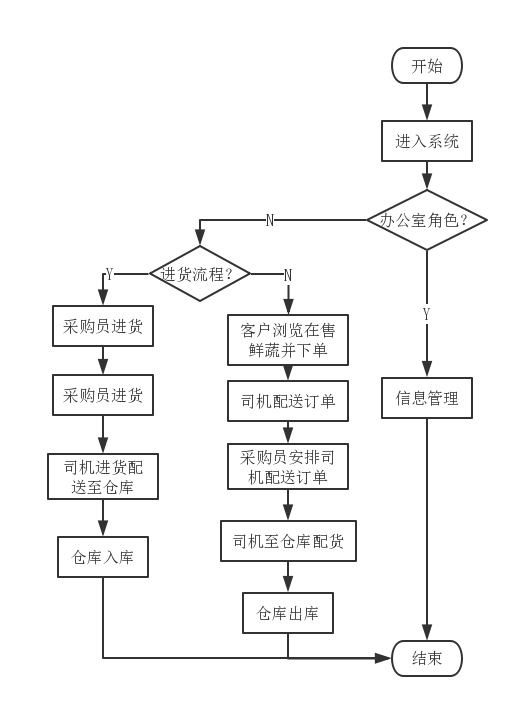 开始
进入系统
办公室角色?
N
进货流程?
Y
N
Y
采购员进货
客户浏览在售
鲜蔬并下单
采购员进货
司机配送订单
信息管理
司机进货配
送至仓库
采购员安排司
机配送订单
仓库入库
司机至仓库配货
仓库出库
结束